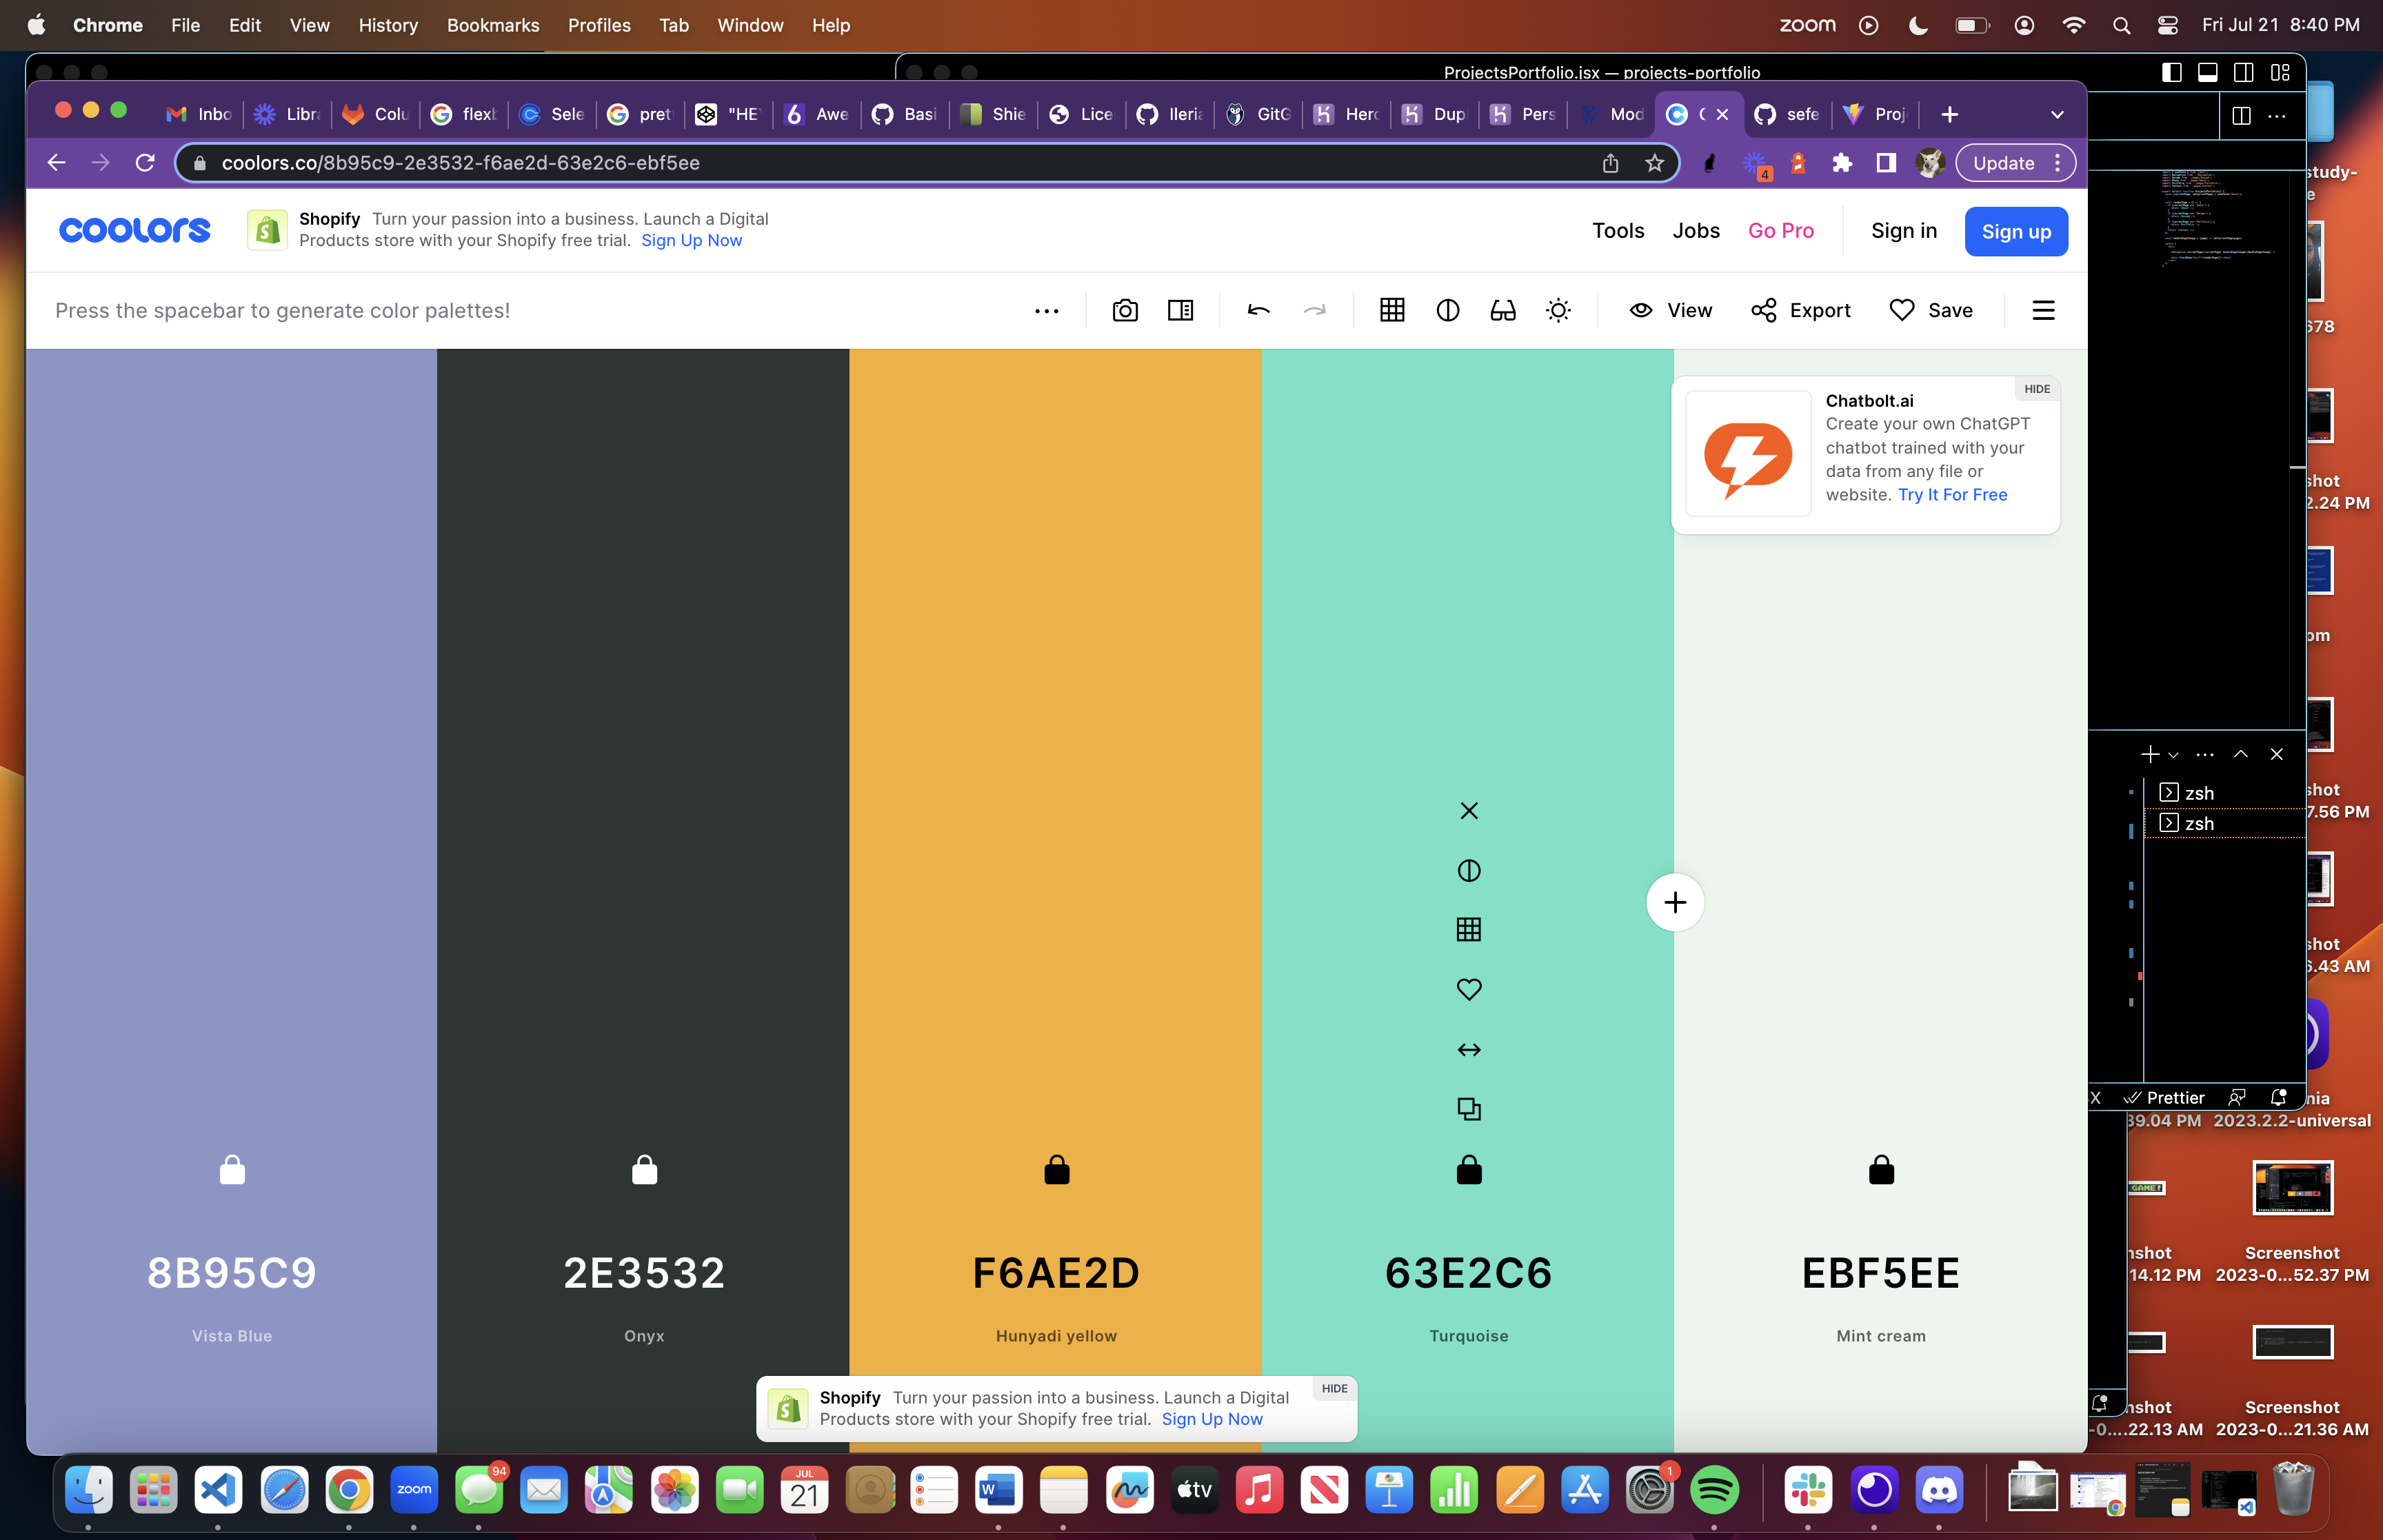 Chrome File Edit View History Bookmarks Profiles Tab Window Help
zoom Fri Jul 21 8:40 PM
ProjectsPortfolio.jsx — projects-portfolio
Inbo Libra Colu flexb Sele pret "HEY Awe Basi Shie Lice Ileria GitG Hero Dup Pers Mod sefe Proj
coolors.co/8b95c9-2e3532-f6ae2d-63e2c6-ebf5ee
4
Update
coolors
Shopify Turn your passion into a business. Launch a Digital
Products store with your Shopify free trial. Sign Up Now
Tools Jobs Go Pro Sign in Sign up
Press the spacebar to generate color palettes!
View Export Save
HIDE
Chatbolt.ai
Create your own ChatGPT
chatbot trained with your
data from any file or
website. Try It For Free
8B95C9
Vista Blue
2E3532
Onyx
F6AE2D
Hunyadi yellow
63E2C6
Turquoise
EBF5EE
Mint cream
Shopify Turn your passion into a business. Launch a Digital
Products store with your Shopify free trial. Sign Up Now
HIDE
zsh
zsh
Prettier
study-
e
678
shot
2.24 PM
om
shot
7.56 PM
shot
6.43 AM
nia
39.04 PM 2023.2.2-universal
GAME!
nshot
14.12 PM
Screenshot
2023-0...52.37 PM
nshot
-0....22.13 AM
Screenshot
2023-0...21.36 AM
zoom
94
JUL
21
W
tv
1